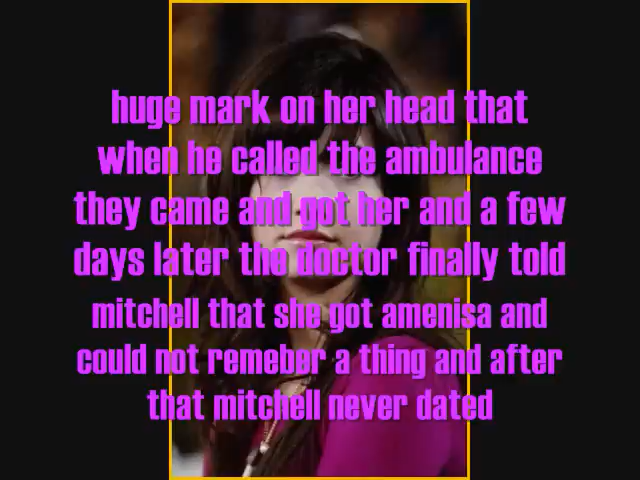 huge mark on her head that
when he called the ambulance
they came and got her and a few
days later the doctor finally told
mitchell that she got amenisa and
could not remeber a thing and after
that mitchell never dated